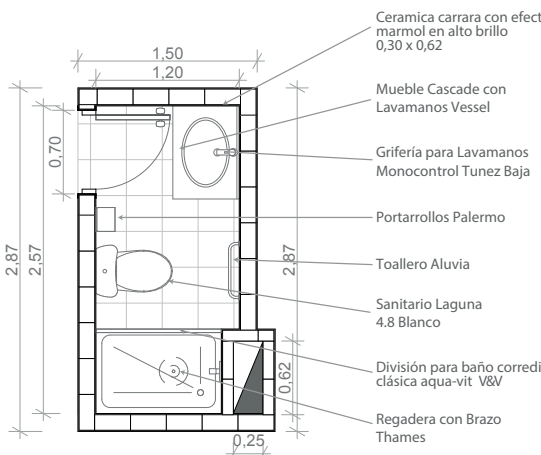 Ceramica carrara con efect
marmol en alto brillo
0,30 x 0,62
1,50
1,20
Mueble Cascade con
Lavamanos Vessel
0,70
Grifería para Lavamanos
Monocontrol Tunez Baja
Portarrollos Palermo
2,87
2,57
2,87
Toallero Aluvia
Sanitario Laguna
4.8 Blanco
División para baño corredi
clásica aqua-vit V&V
0,62
Regadera con Brazo
Thames
0,25